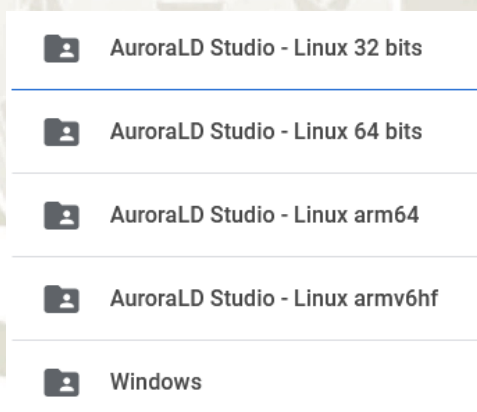 AuroraLD Studio - Linux 32 bits
AuroraLD Studio - Linux 64 bits
AuroraLD Studio - Linux arm64
AuroraLD Studio - Linux armv6hf
Windows